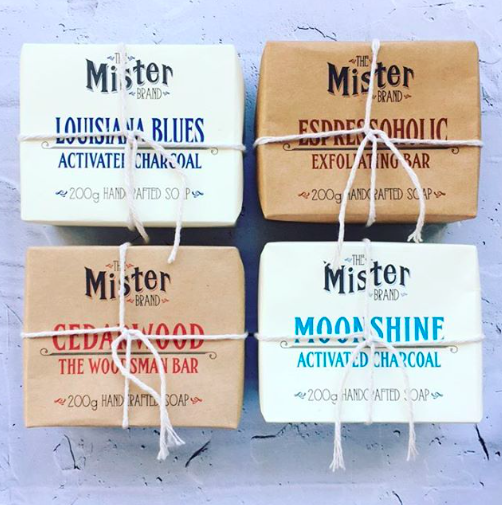 THE
Mister
BRAND
LOUISIANA BLUES
ACTIVATED CHARCOAL
200g HANDCRAFTED SOAP
THE
Mister
BRAND
ESPRESSOHOLIC
EXFOLIATING BAR
200g HANDCRAFTED SOAP
THE
Mister
BRAND
CEDARWOOD
THE WOODSMAN BAR
200g HANDCRAFTED SOAP
THE
Mister
BRAND
MOONSHINE
ACTIVATED CHARCOAL
200g HANDCRAFTED SOAP